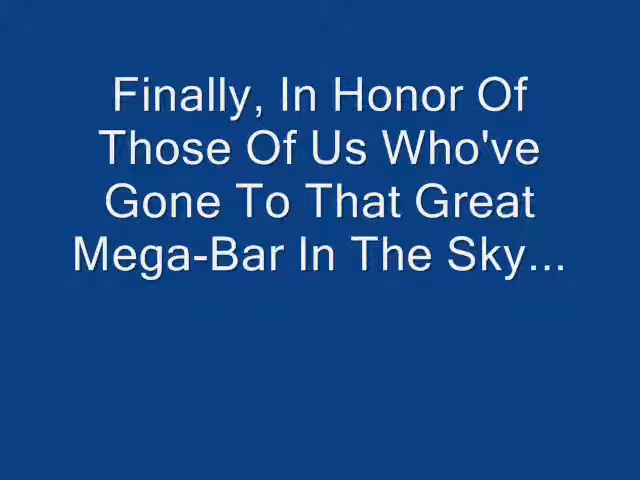 Finally, In Honor Of
Those Of Us Who've
Gone To That Great
Mega-Bar In The Sky...